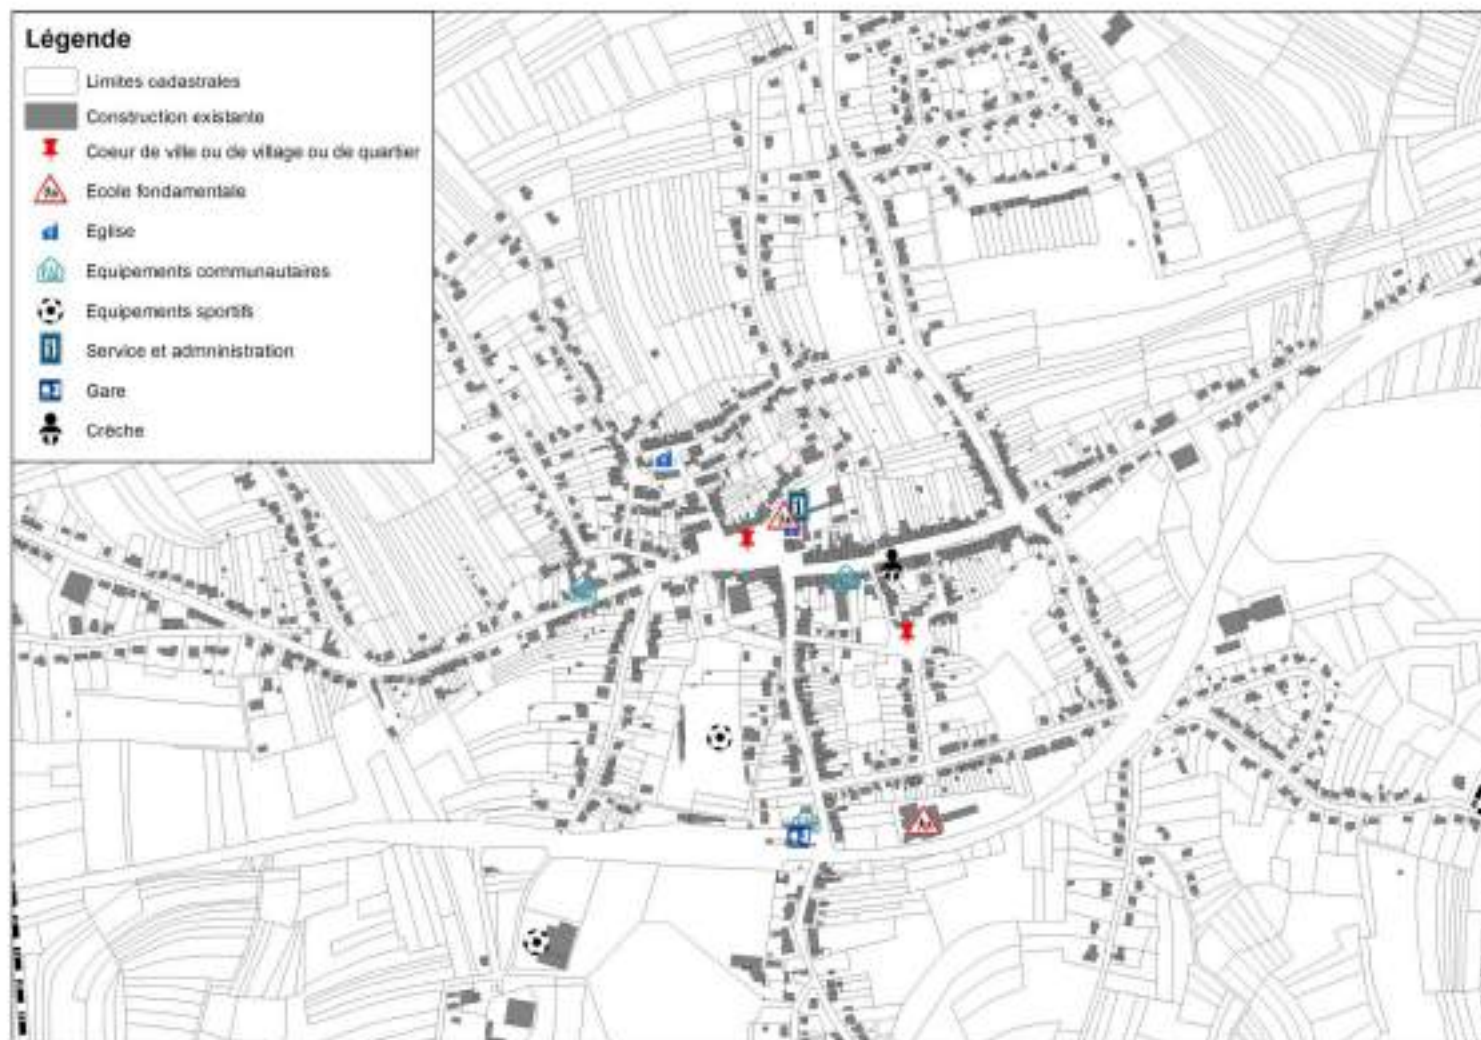 Légende
Limites cadastrales
Construction existante
Coeur de ville ou de village ou de quartier
Ecole fondamentale
Eglise
Equipements communautaires
Equipements sportifs
Service et admninistration
Gare
Crèche